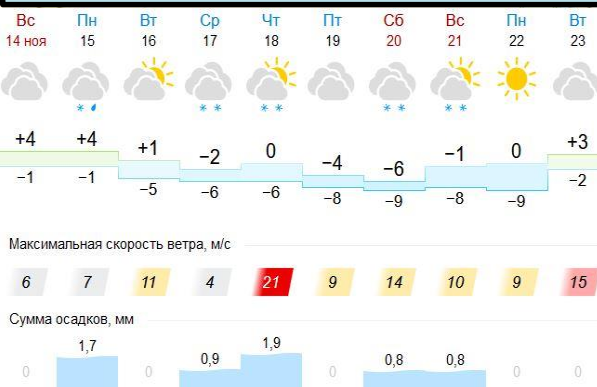 Вс Пн Вт Ср Чт Пт Сб Вс Пн Вт
14 ноя 15 16 17 18 19 20 21 22 23
+4 +4 +1 −2 0 −4 −6 −1 0 +3
−1 −1 −5 −6 −6 −8 −9 −8 −9 −2
Максимальная скорость ветра, м/с
6 7 11 4 21 9 14 10 9 15
Сумма осадков, мм
0 1,7 0 0,9 1,9 0 0,8 0,8 0 0